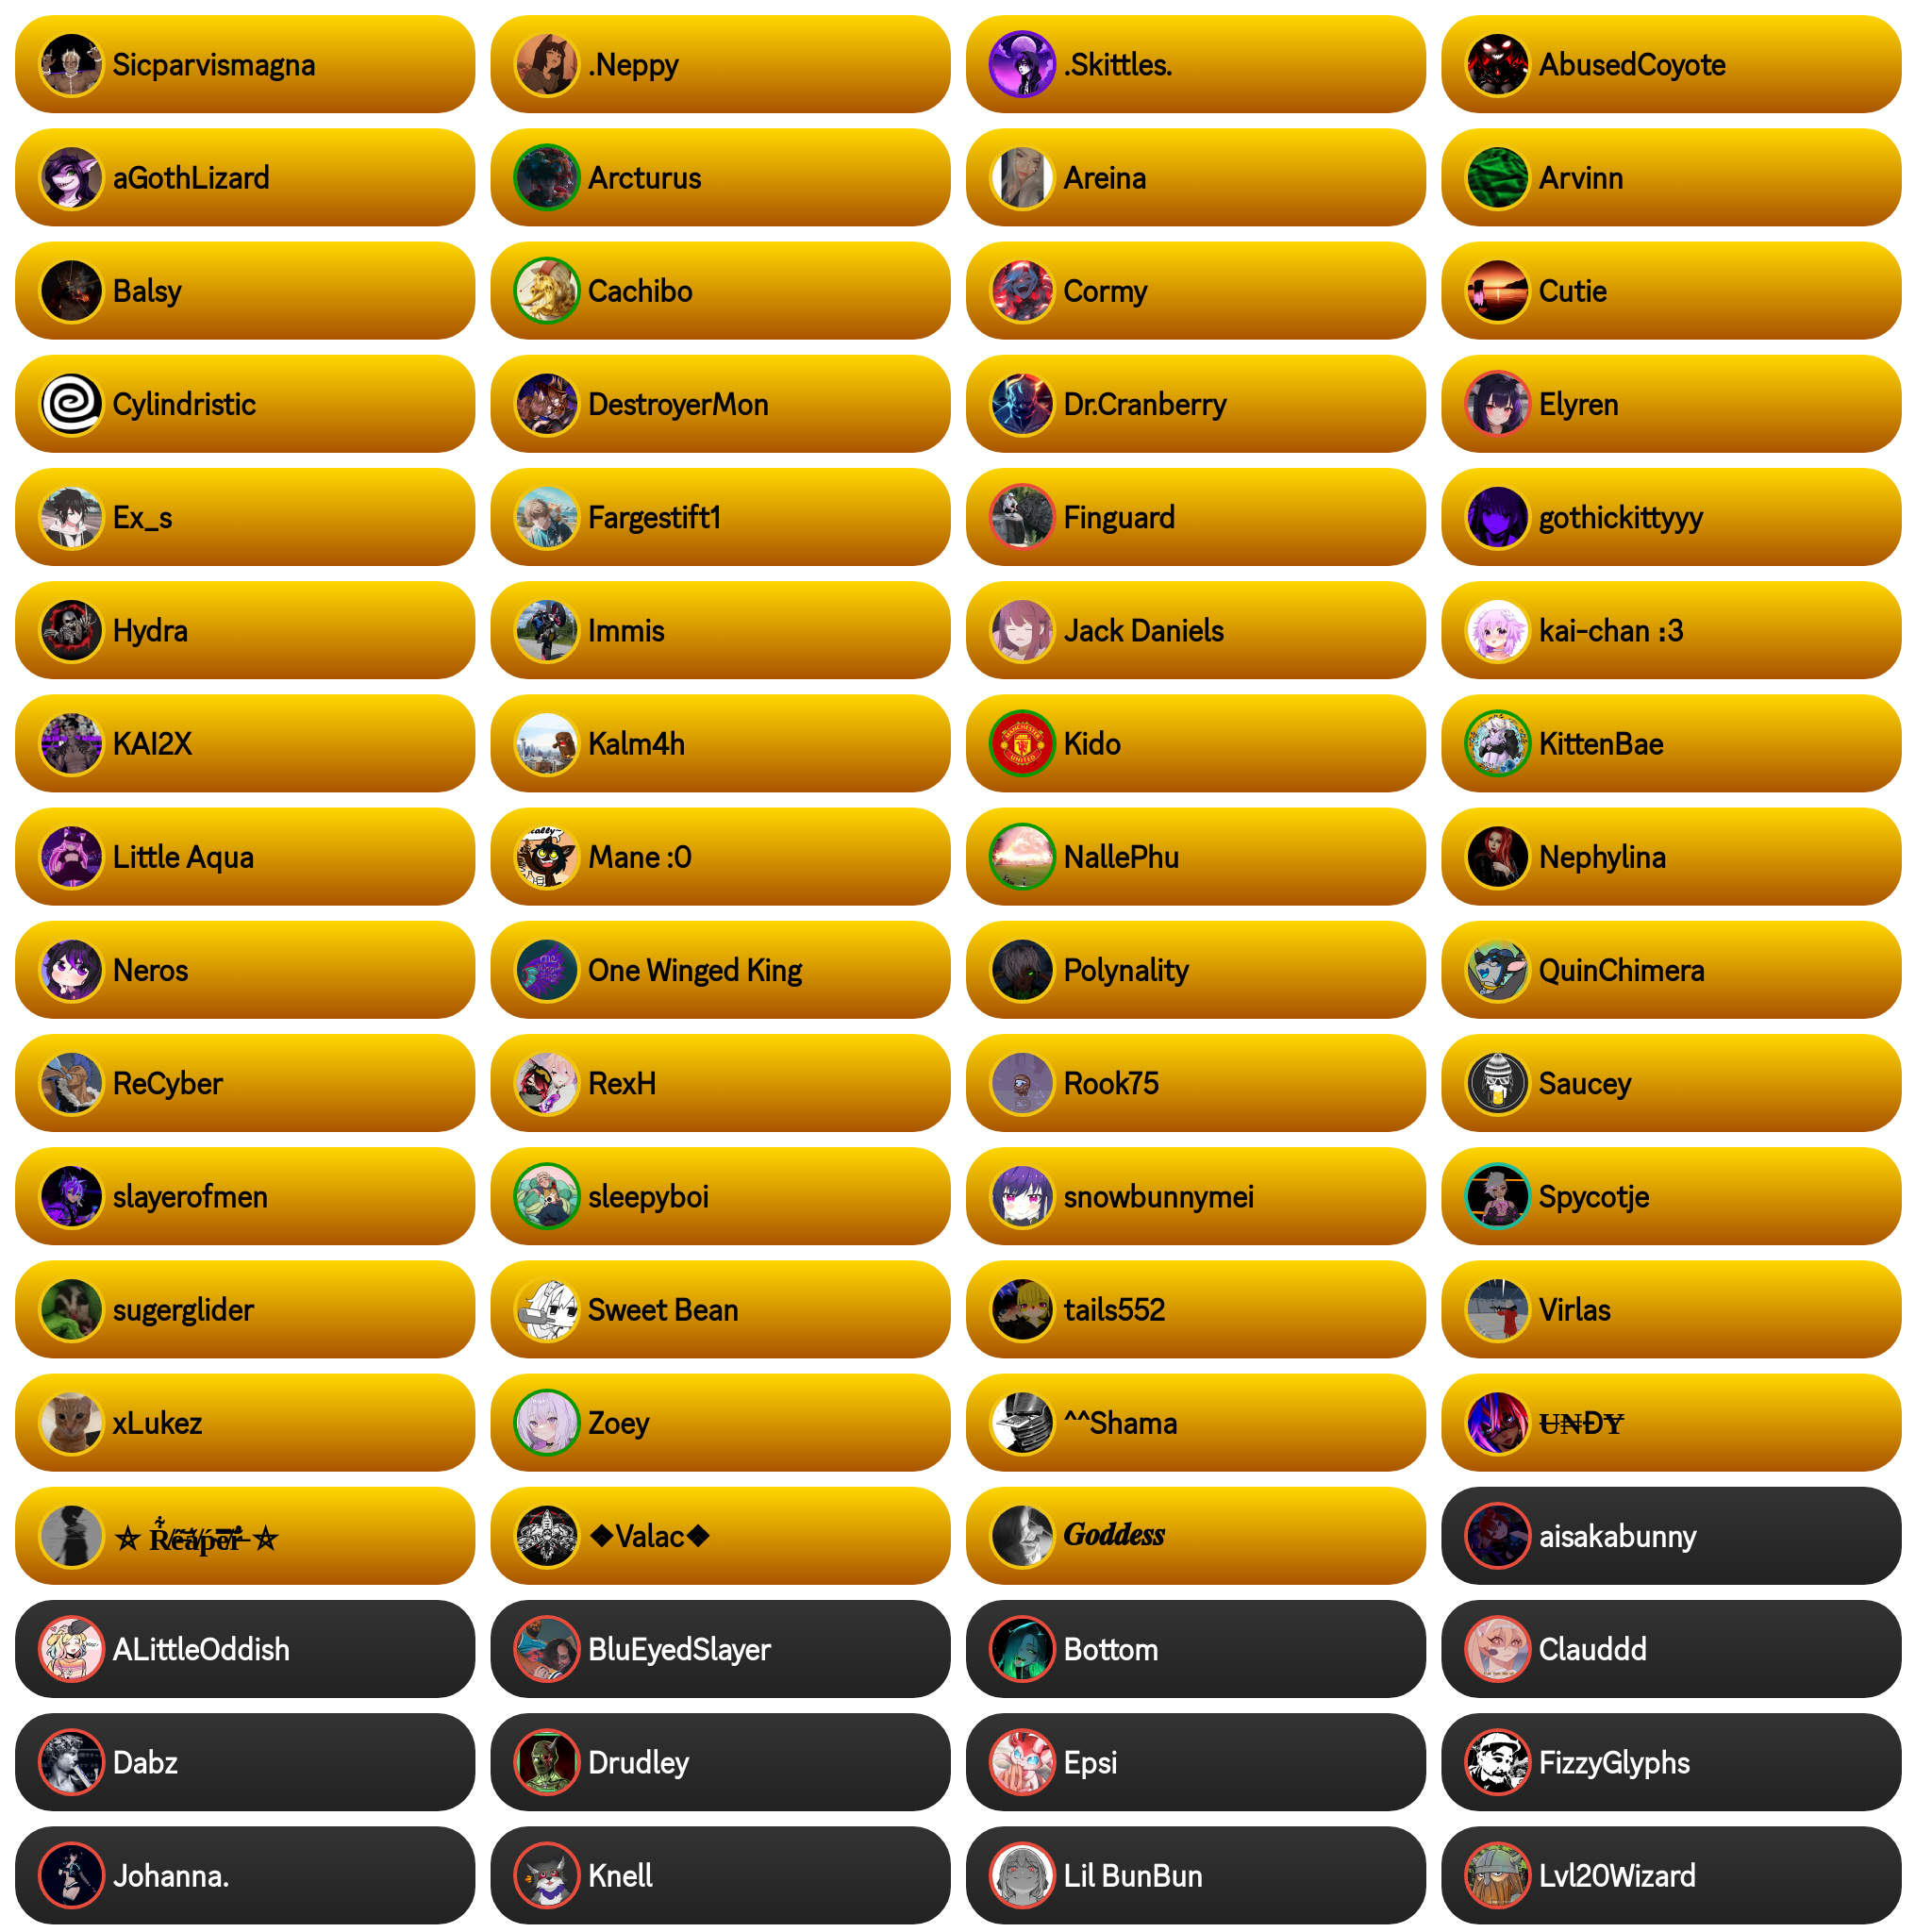 Sicparvismagna
.Neppy
.Skittles.
AbusedCoyote
aGothLizard
Arcturus
Areina
Arvinn
Balsy
Cachibo
Cormy
Cutie
Cylindristic
DestroyerMon
Dr.Cranberry
Elyren
Ex_s
Fargestift1
Finguard
gothickittyyy
Hydra
Immis
Jack Daniels
kai-chan :3
KAI2X
Kalm4h
Kido
KittenBae
Little Aqua
Mane :0
NallePhu
Nephylina
Neros
One Winged King
Polynality
QuinChimera
ReCyber
RexH
Rook75
Saucey
slayerofmen
sleepyboi
snowbunnymei
Spycotje
sugerglider
Sweet Bean
tails552
Virlas
xLukez
Zoey
^^Shama
U̶N̶ĐY̶
⛤ R̸e̸a̸p̸e̸r̸ ⛤
◆Valac◆
𝑮𝒐𝒅𝒅𝒆𝒔𝒔
aisakabunny
ALittleOddish
BluEyedSlayer
Bottom
Clauddd
Dabz
Drudley
Epsi
FizzyGlyphs
Johanna.
Knell
Lil BunBun
Lvl20Wizard